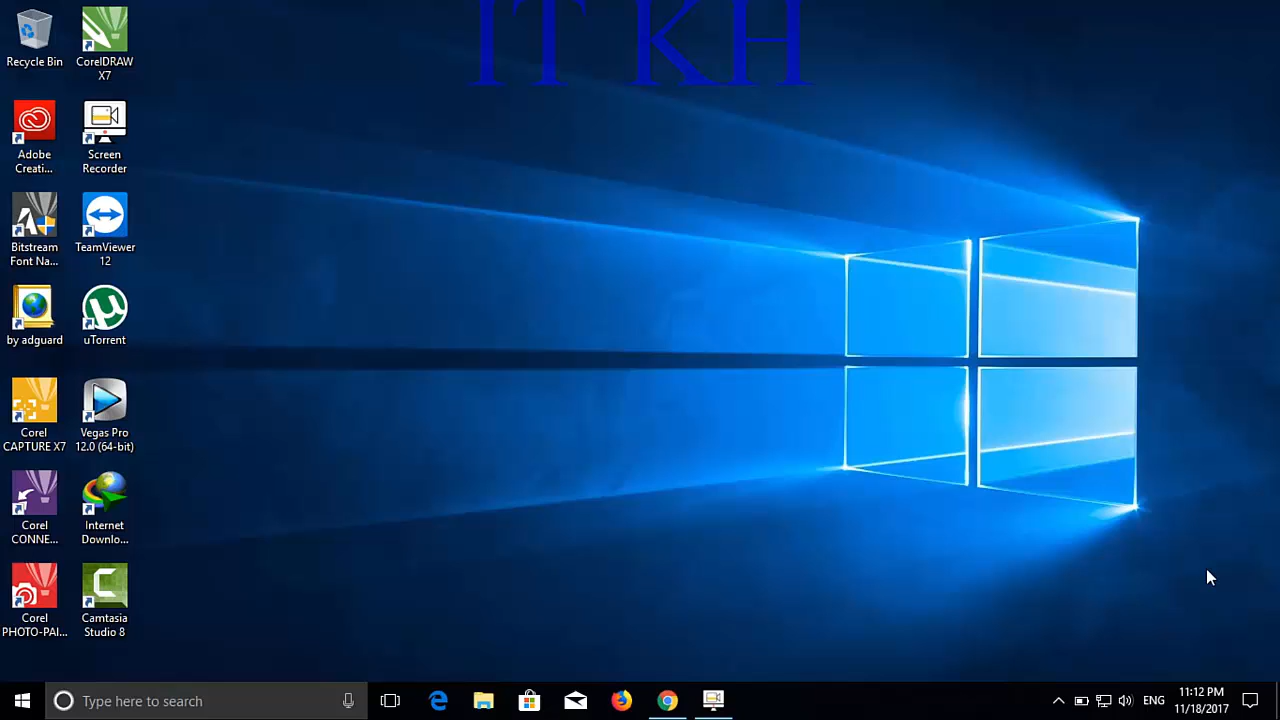 IT KH
Recycle Bin
CorelDRAW
X7
Adobe
Creati...
Screen
Recorder
Bitstream
Font Na...
TeamViewer
12
by adguard
uTorrent
Corel
CAPTURE X7
Vegas Pro
12.0 (64-bit)
Corel
CONNE...
Internet
Downlo...
Corel
PHOTO-PAI...
Camtasia
Studio 8
Type here to search
ENG
11:12 PM
11/18/2017